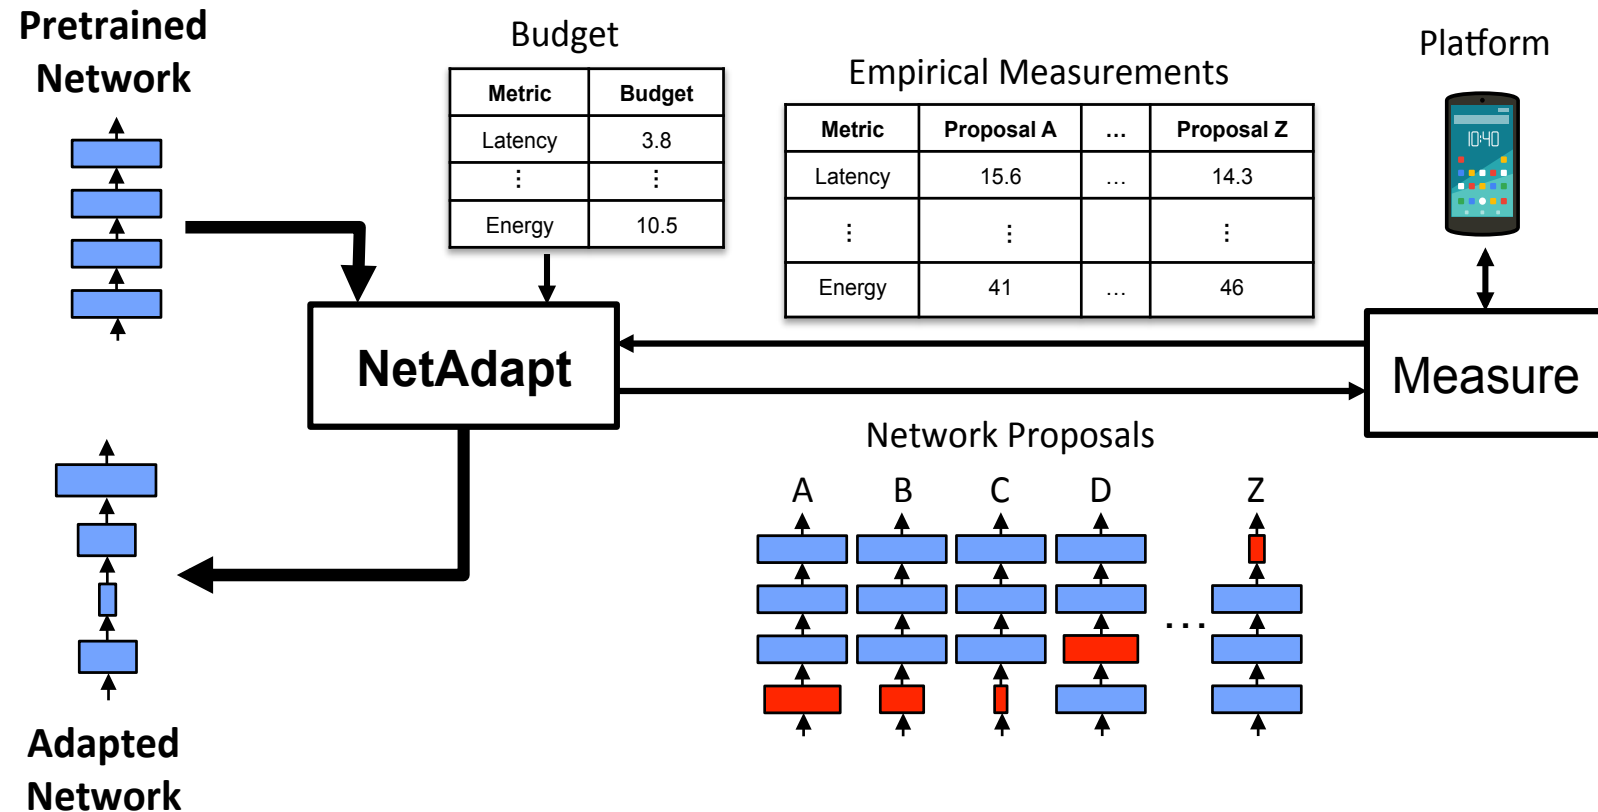 Pretrained
Network
Budget
Metric Budget
Latency 3.8
⋮ ⋮
Energy 10.5
Empirical Measurements
Metric Proposal A ... Proposal Z
Latency 15.6 ... 14.3
⋮ ⋮ ⋮
Energy 41 ... 46
Platform
10:40
NetAdapt
Measure
Network Proposals
A B C D Z
...
Adapted
Network